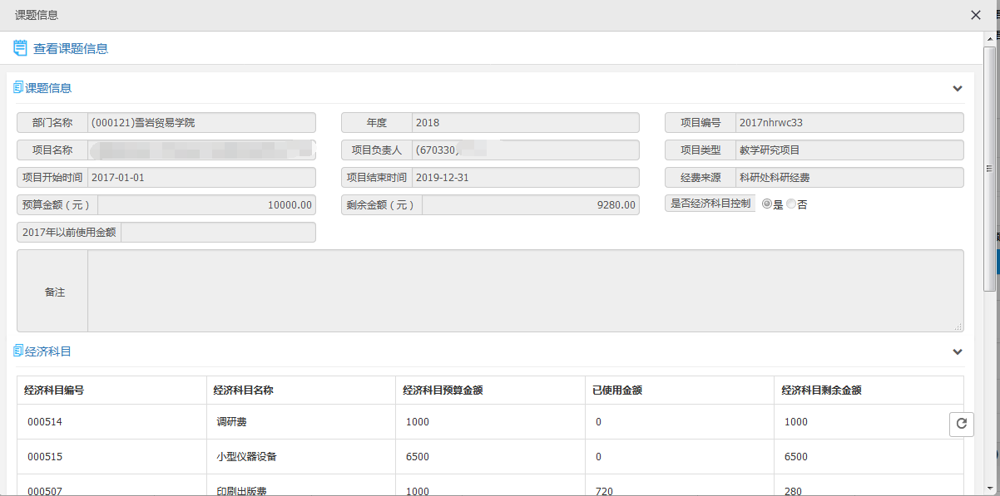 课题信息
查看课题信息
课题信息
部门名称 (000121)雪岩贸易学院 年度 2018 项目编号 2017nhrwc33
项目名称 项目负责人 (670330) 项目类型 教学研究项目
项目开始时间 2017-01-01 项目结束时间 2019-12-31 经费来源 科研处科研经费
预算金额（元） 10000.00 剩余金额（元） 9280.00 是否经济科目控制 是 否
2017年以前使用金额
备注
经济科目
经济科目编号 经济科目名称 经济科目预算金额 已使用金额 经济科目剩余金额
000514 调研费 1000 0 1000
000515 小型仪器设备 6500 0 6500
000507 印刷出版费 1000 720 280